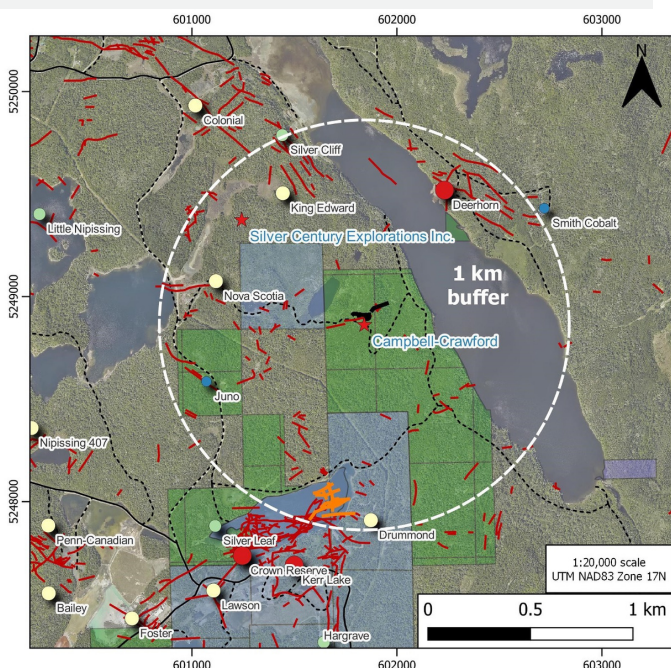 601000
602000
603000
5250000
N
Colonial
Silver Cliff
King Edward
Deerhorn
Little Nipissing
Smith Cobalt
Silver Century Explorations Inc.
1 km
buffer
5249000
Nova Scotia
Campbell-Crawford
Juno
Nipissing 407
5248000
Penn-Canadian
Silver Leaf
Drummond
Crown Reserve
Kerr Lake
1:20,000 scale
UTM NAD83 Zone 17N
Bailey
Lawson
Foster
Hargrave
0
0.5
1 km
601000
602000
603000